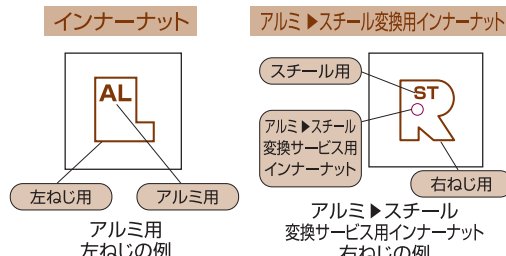 インナーナット
AL
左ねじ用
アルミ用
アルミ用
左ねじの例
アルミ▶スチール変換用インナーナット
スチール用
ST
アルミ▶スチール
変換サービス用
インナーナット
右ねじ用
アルミ▶スチール
変換サービス用インナーナット
右ねじの例